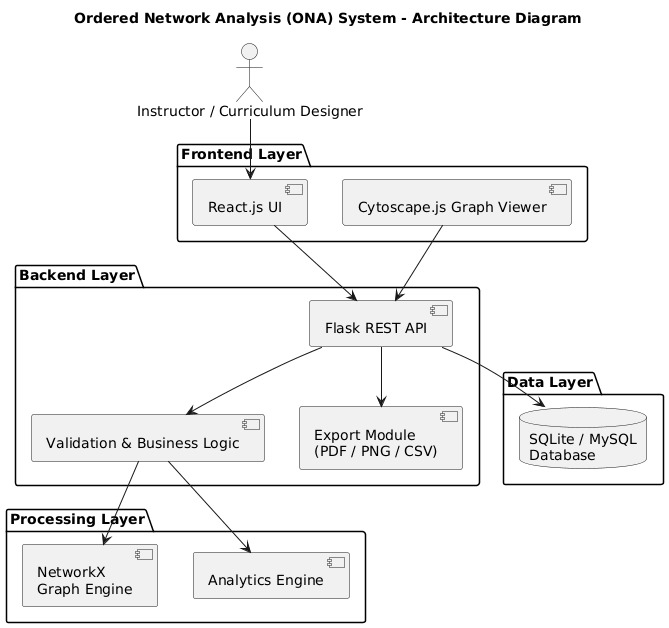 Ordered Network Analysis (ONA) System - Architecture Diagram
Instructor / Curriculum Designer
Frontend Layer
React.js UI
Cytoscape.js Graph Viewer
Backend Layer
Flask REST API
Data Layer
Validation & Business Logic
Export Module
(PDF / PNG / CSV)
SQLite / MySQL
Database
Processing Layer
NetworkX
Graph Engine
Analytics Engine